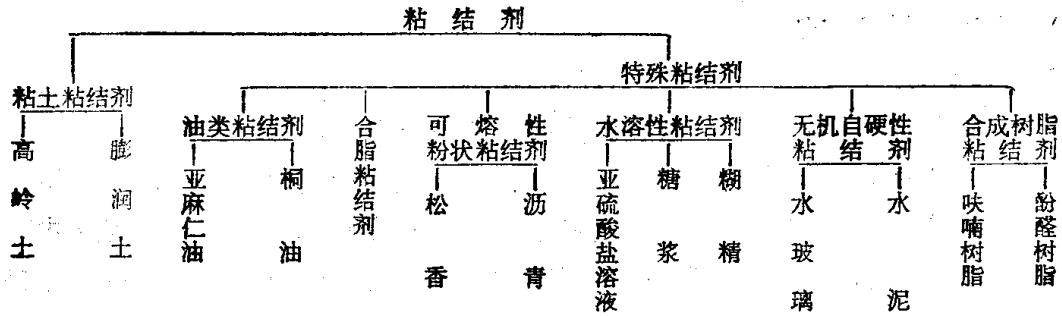 粘结剂
特殊粘结剂
粘土粘结剂
高岭土
膨润土
油类粘结剂
亚麻仁油
桐油
合脂粘结剂
可熔性
粉状粘结剂
松香
沥青
水溶性粘结剂
亚硫酸盐溶液
糖浆
糊精
无机自硬性
粘结剂
水玻璃
水泥
合成树脂
粘结剂
呋喃树脂
酚醛树脂